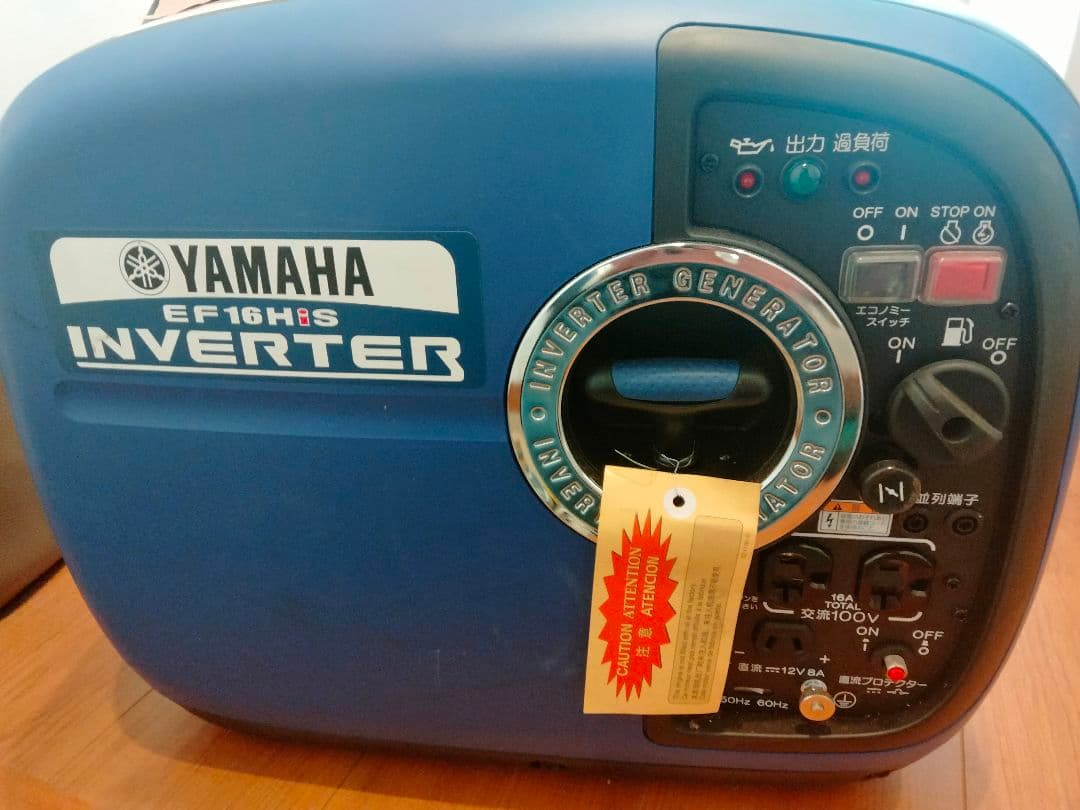 YAMAHA
EF16HiS
INVERTER
INVERTER GENERATOR
出力 過負荷
OFF ON STOP ON
エコノミー
スイッチ
ON OFF
並列端子
16A
TOTAL
交流100V
ON OFF
直流 12V8A
直流プロテクター
50Hz 60Hz
CAUTION ATTENTION
注意 ATENCION